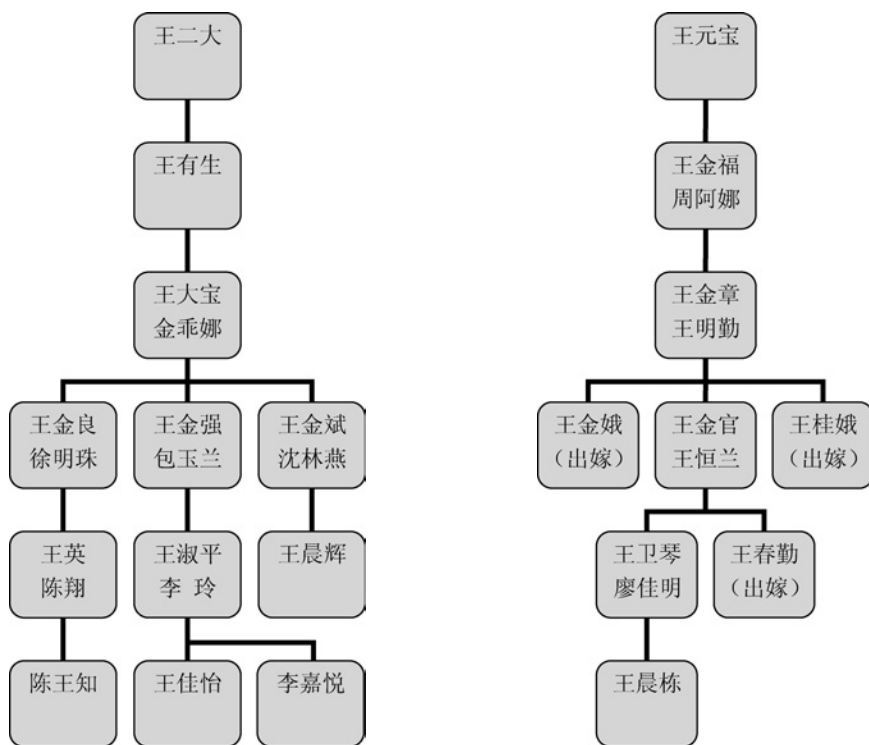 王二大
王有生
王大宝
金乖娜
王金良
徐明珠
王金强
包玉兰
王金斌
沈林燕
王英
陈翔
王淑平
李 玲
王晨辉
陈王知
王佳怡
李嘉悦
王元宝
王金福
周阿娜
王金章
王明勤
王金娥
（出嫁）
王金官
王恒兰
王桂娥
（出嫁）
王卫琴
廖佳明
王春勤
（出嫁）
王晨栋